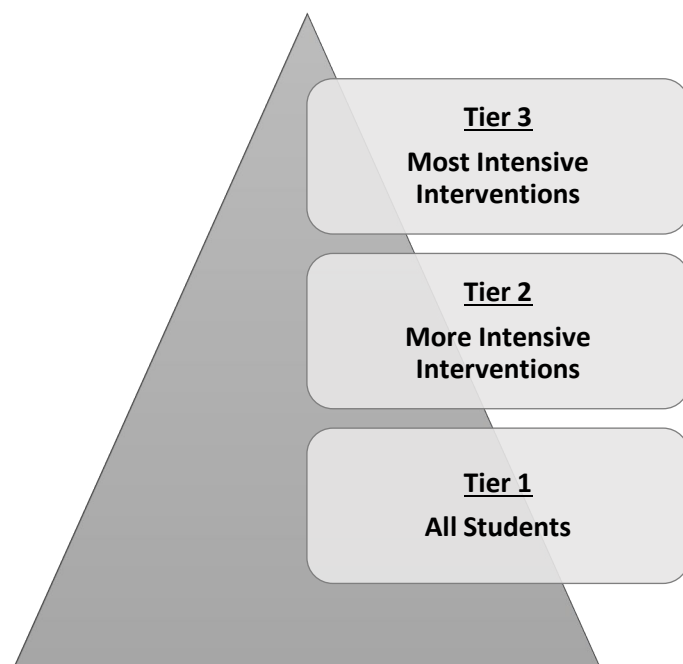 Tier 3
Most Intensive
Interventions
Tier 2
More Intensive
Interventions
Tier 1
All Students